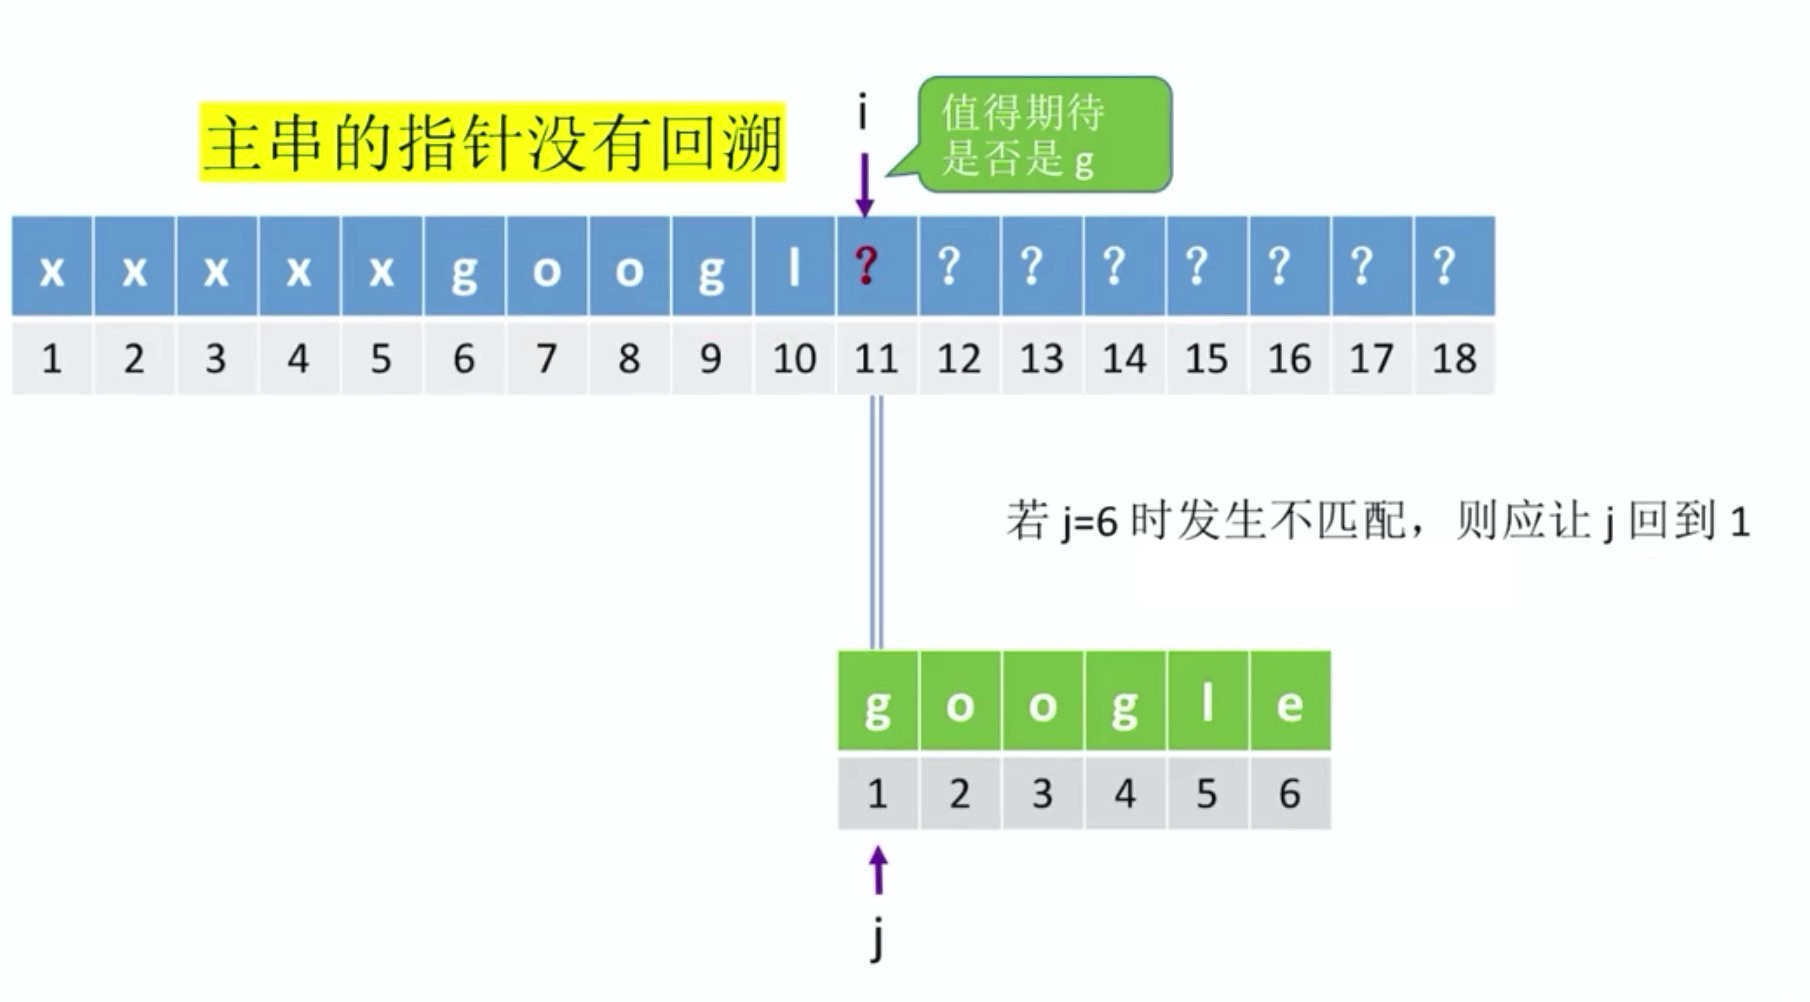 主串的指针没有回溯
i
值得期待
是否是 g
x x x x x g o o g l ? ? ? ? ? ? ? ?
1 2 3 4 5 6 7 8 9 10 11 12 13 14 15 16 17 18
若 j=6 时发生不匹配，则应让 j 回到 1
g o o g l e
1 2 3 4 5 6
j